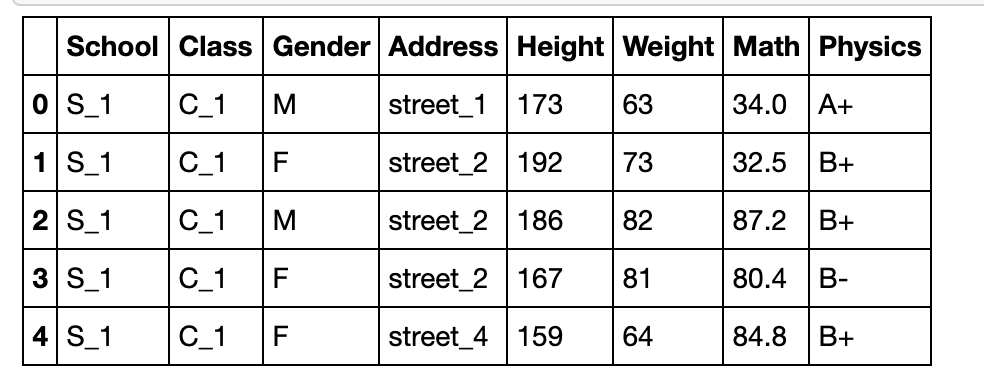 School Class Gender Address Height Weight Math Physics
0 S_1 C_1 M street_1 173 63 34.0 A+
1 S_1 C_1 F street_2 192 73 32.5 B+
2 S_1 C_1 M street_2 186 82 87.2 B+
3 S_1 C_1 F street_2 167 81 80.4 B-
4 S_1 C_1 F street_4 159 64 84.8 B+